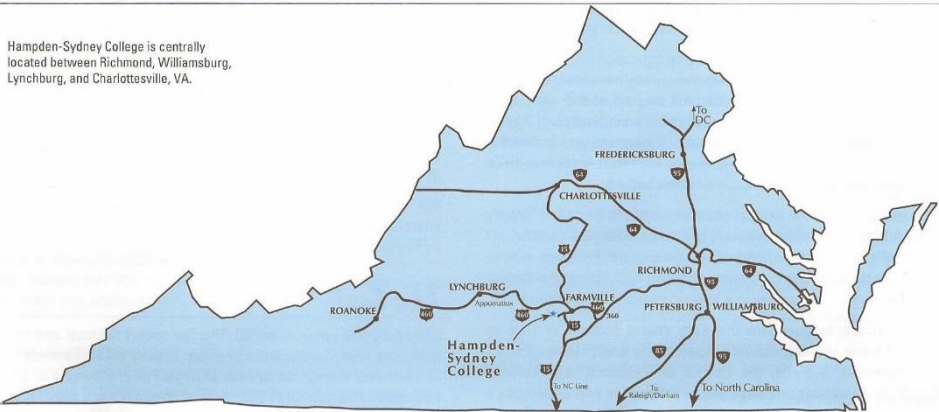 Hampden-Sydney College is centrally
located between Richmond, Williamsburg,
Lynchburg, and Charlottesville, VA.
To
DC
FREDERICKSBURG
64
95
CHARLOTTESVILLE
64
15
RICHMOND
64
95
LYNCHBURG
Appomattox
FARMVILLE
PETERSBURG
WILLIAMSBURG
ROANOKE
460
460
460
360
15
Hampden-
Sydney
College
85
95
15
To NC Line
To
Raleigh/Durham
To North Carolina